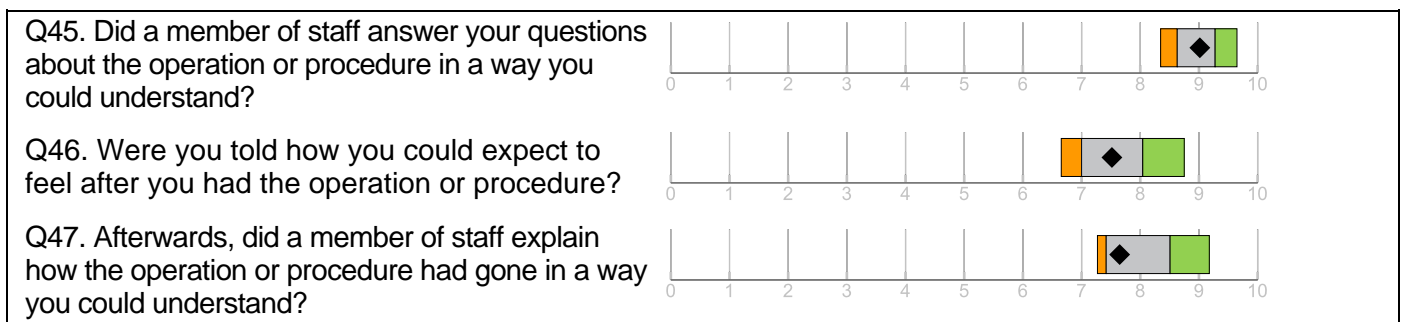 Q45. Did a member of staff answer your questions
about the operation or procedure in a way you
could understand?
0 1 2 3 4 5 6 7 8 9 10
Q46. Were you told how you could expect to
feel after you had the operation or procedure?
0 1 2 3 4 5 6 7 8 9 10
Q47. Afterwards, did a member of staff explain
how the operation or procedure had gone in a way
you could understand?
0 1 2 3 4 5 6 7 8 9 10